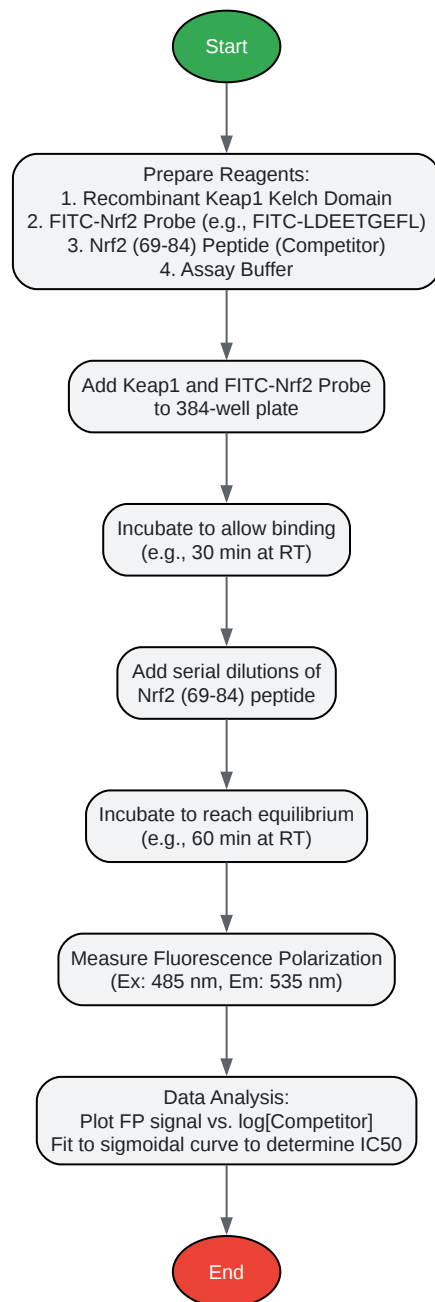 Start
Prepare Reagents:
1. Recombinant Keap1 Kelch Domain
2. FITC-Nrf2 Probe (e.g., FITC-LDEETGEFL)
3. Nrf2 (69-84) Peptide (Competitor)
4. Assay Buffer
Add Keap1 and FITC-Nrf2 Probe
to 384-well plate
Incubate to allow binding
(e.g., 30 min at RT)
Add serial dilutions of
Nrf2 (69-84) peptide
Incubate to reach equilibrium
(e.g., 60 min at RT)
Measure Fluorescence Polarization
(Ex: 485 nm, Em: 535 nm)
Data Analysis:
Plot FP signal vs. log[Competitor]
Fit to sigmoidal curve to determine IC50
End